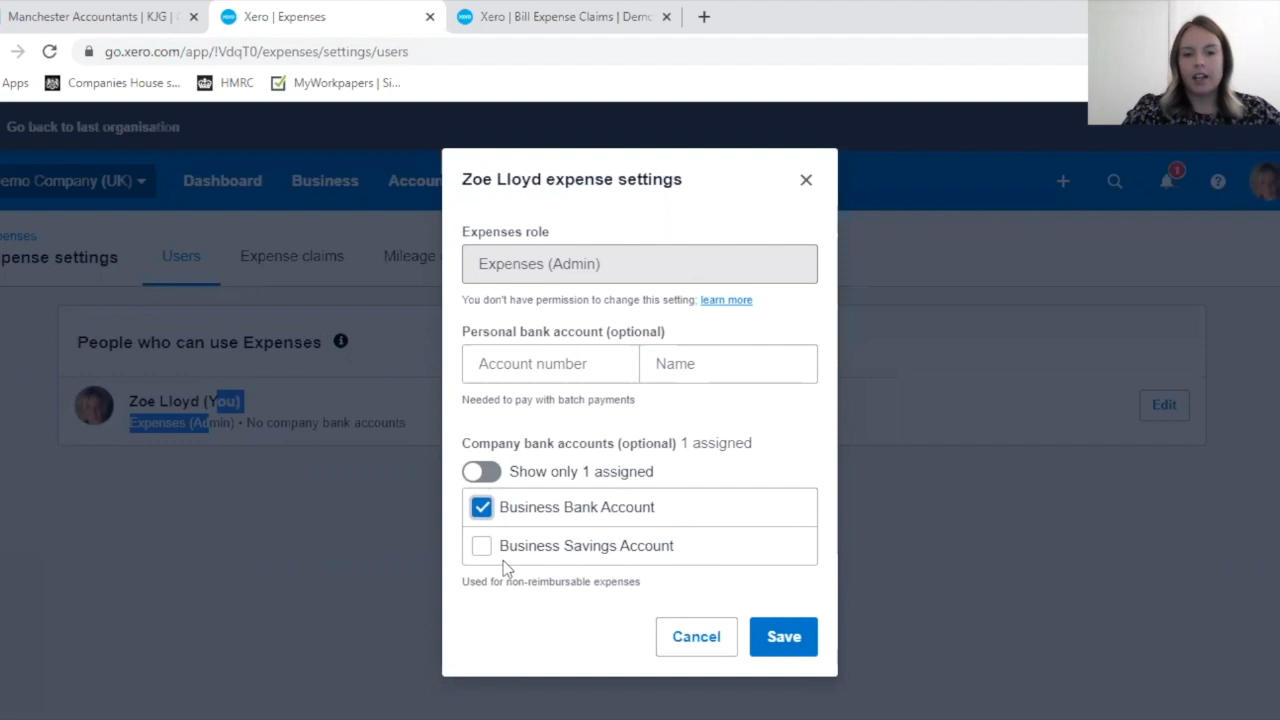 Manchester Accountants | KJG |
Xero | Expenses
Xero | Bill Expense Claims | Demo
go.xero.com/app/!VdqT0/expenses/settings/users
Apps
Companies House s...
HMRC
MyWorkpapers | Si...
Go back to last organisation
emo Company (UK)
Dashboard
Business
Accoun
1
penses
pense settings
Users
Expense claims
Mileage
People who can use Expenses
Zoe Lloyd (You)
Expenses (Admin) • No company bank accounts
Edit
Zoe Lloyd expense settings
Expenses role
Expenses (Admin)
You don't have permission to change this setting: learn more
Personal bank account (optional)
Account number
Name
Needed to pay with batch payments
Company bank accounts (optional) 1 assigned
Show only 1 assigned
Business Bank Account
Business Savings Account
Used for non-reimbursable expenses
Cancel
Save